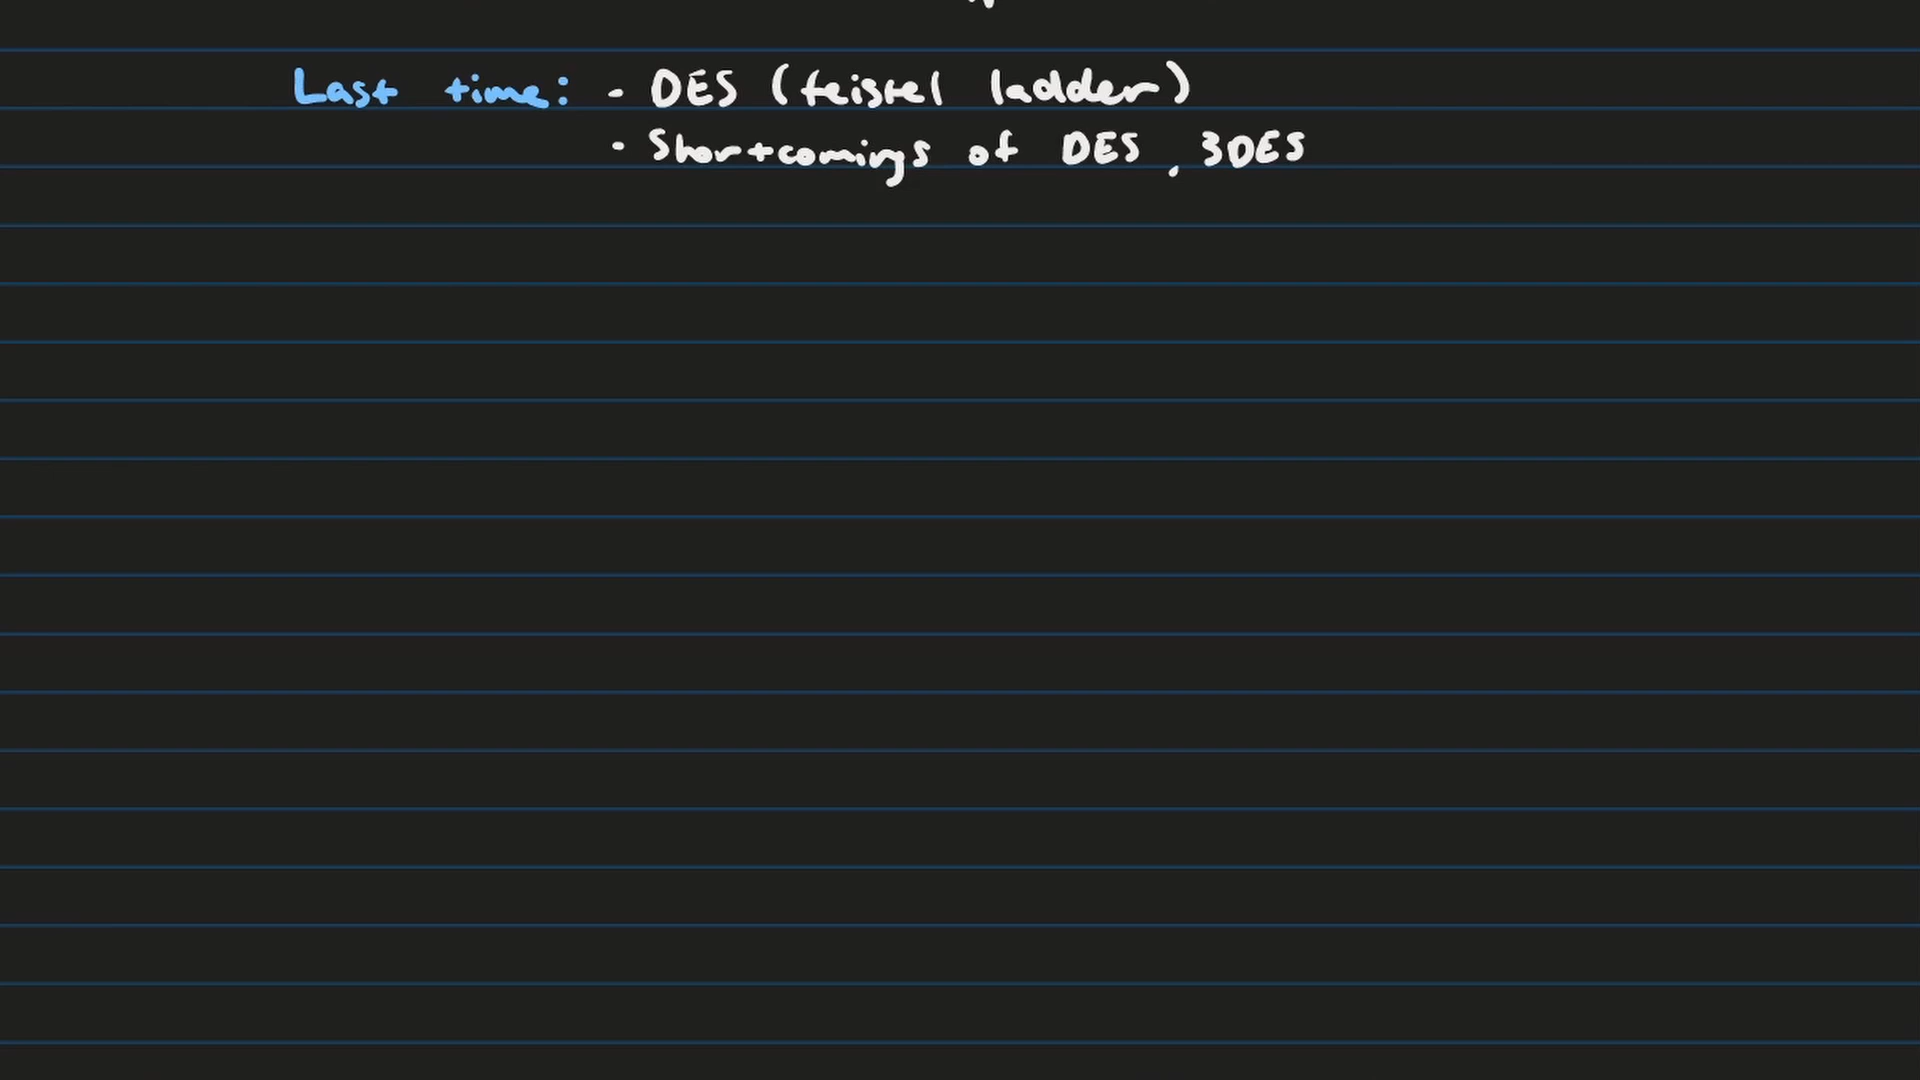 Last time: - DES (feistel ladder)
- Shortcomings of DES, 3DES